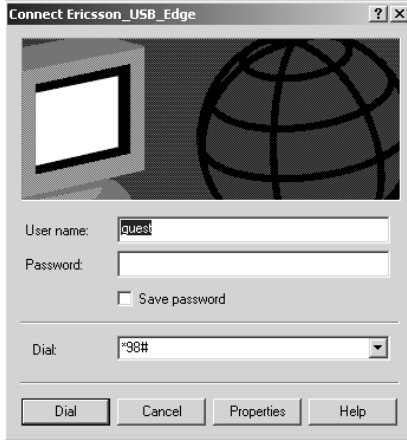 Connect Ericsson_USB_Edge ? X
User name: guest
Password:
Save password
Dial: *98#
Dial Cancel Properties Help